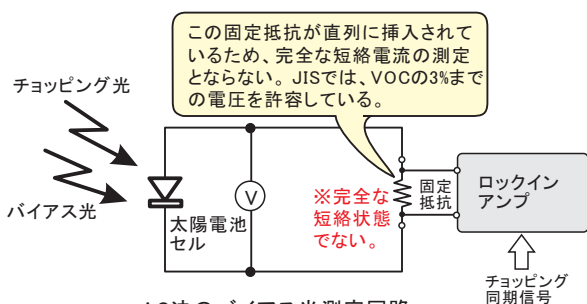 この固定抵抗が直列に挿入されて
いるため、完全な短絡電流の測定
とならない。JISでは、VOCの3%まで
の電圧を許容している。
チョッピング光
バイアス光
太陽電池
セル
V
※完全な
短絡状態
でない。
固定
抵抗
ロックイン
アンプ
チョッピング
同期信号